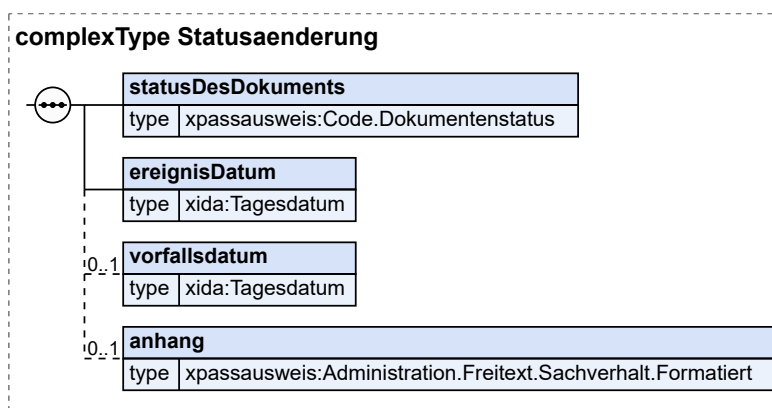 complexType Statusaenderung
statusDesDokuments
type xpassausweis:Code.Dokumentenstatus
ereignisDatum
type xida:Tagesdatum
0..1 vorfallsdatum
type xida:Tagesdatum
0..1 anhang
type xpassausweis:Administration.Freitext.Sachverhalt.Formatiert